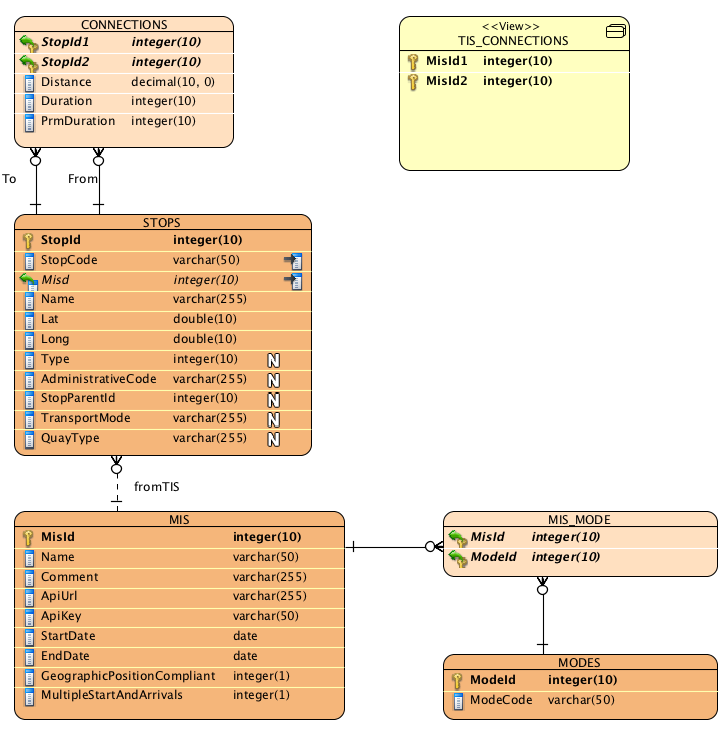 CONNECTIONS
StopId1 integer(10)
StopId2 integer(10)
Distance decimal(10, 0)
Duration integer(10)
PrmDuration integer(10)
<<View>>
TIS_CONNECTIONS
MisId1 integer(10)
MisId2 integer(10)
To
From
STOPS
StopId integer(10)
StopCode varchar(50)
Misd integer(10)
Name varchar(255)
Lat double(10)
Long double(10)
Type integer(10) N
AdministrativeCode varchar(255) N
StopParentId integer(10) N
TransportMode varchar(255) N
QuayType varchar(255) N
fromTIS
MIS
MisId integer(10)
Name varchar(50)
Comment varchar(255)
ApiUrl varchar(255)
ApiKey varchar(50)
StartDate date
EndDate date
GeographicPositionCompliant integer(1)
MultipleStartAndArrivals integer(1)
MIS_MODE
MisId integer(10)
ModeId integer(10)
MODES
ModeId integer(10)
ModeCode varchar(50)